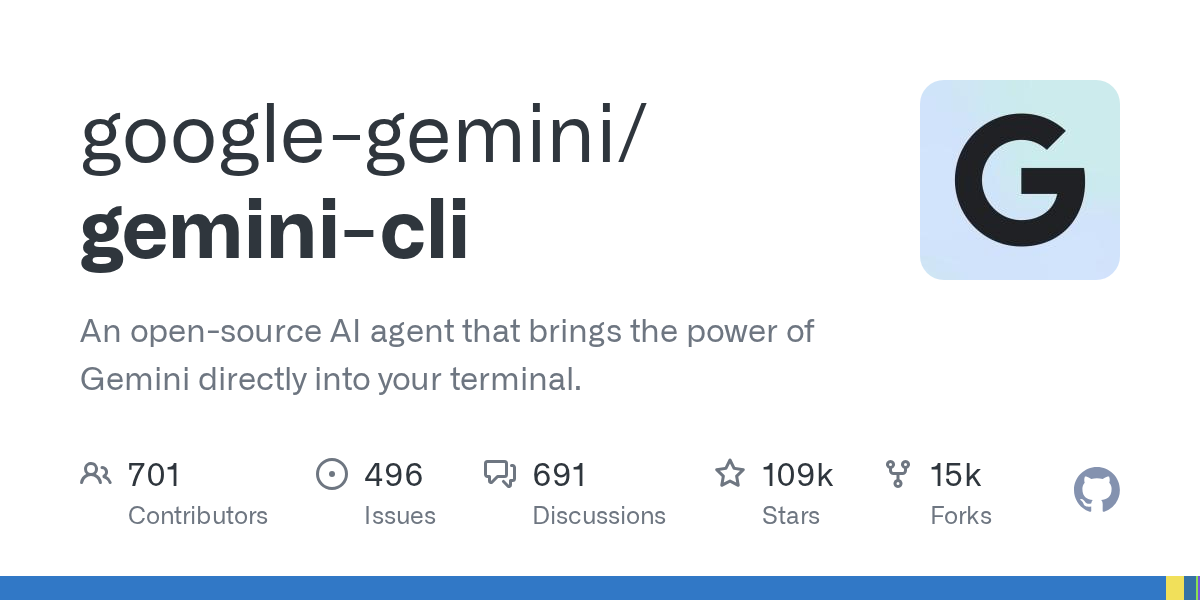 google-gemini/
gemini-cli
An open-source AI agent that brings the power of
Gemini directly into your terminal.
701
Contributors
496
Issues
691
Discussions
109k
Stars
15k
Forks